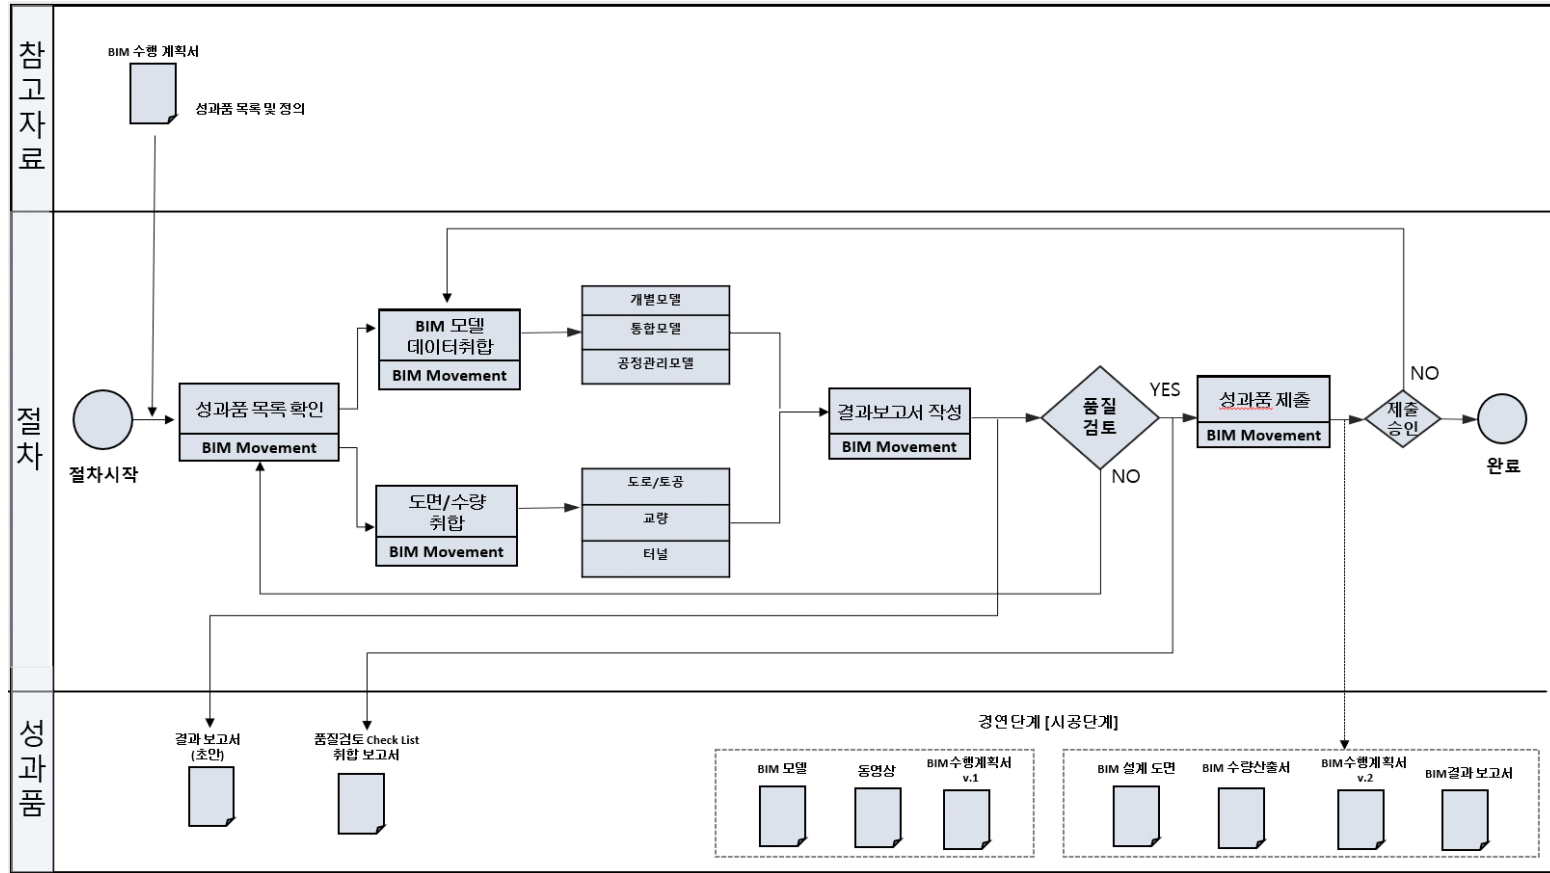 참
고
자
료
BIM 수행 계획서
성과품 목록 및 정의
절
차
절차시작
성과품 목록 확인
BIM Movement
BIM 모델
데이터취합
BIM Movement
개별모델
통합모델
공정관리모델
도면/수량
취합
BIM Movement
도로/토공
교량
터널
결과보고서 작성
BIM Movement
품질
검토
YES
NO
성과품 제출
BIM Movement
제출
승인
NO
완료
성
과
품
결과 보고서
(초안)
품질검토 Check List
취합 보고서
경연단계 [시공단계]
BIM 모델
동영상
BIM수행계획서
v.1
BIM 설계 도면
BIM 수량산출서
BIM수행계획서
v.2
BIM결과 보고서